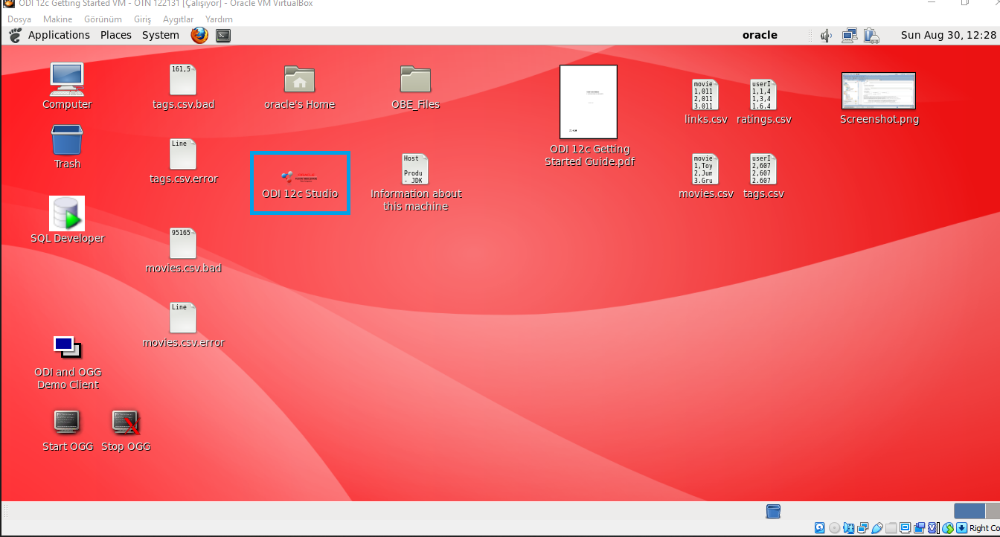 ODI 12c Getting Started VM - OTN 122131 [Çalışıyor] - Oracle VM VirtualBox
Dosya Makine Görünüm Giriş Aygıtlar Yardım
Applications Places System oracle Sun Aug 30, 12:28
161,5
movie
1,011
2,011
3.011
userI
1,1,4
1,3,4
1.6.4
Computer tags.csv.bad oracle's Home OBE_Files links.csv ratings.csv Screenshot.png
Line
Host
Produ
- JDK
ODI 12c Getting
Started Guide.pdf
movie
1,Toy
2,Jum
3.Gru
userI
2,607
2,607
2.607
Trash tags.csv.error
ORACLE
ODI 12c Studio Information about
this machine movies.csv tags.csv
SQL Developer
95165
movies.csv.bad
Line
movies.csv.error
ODI and OGG
Demo Client
Start OGG Stop OGG
Right Co